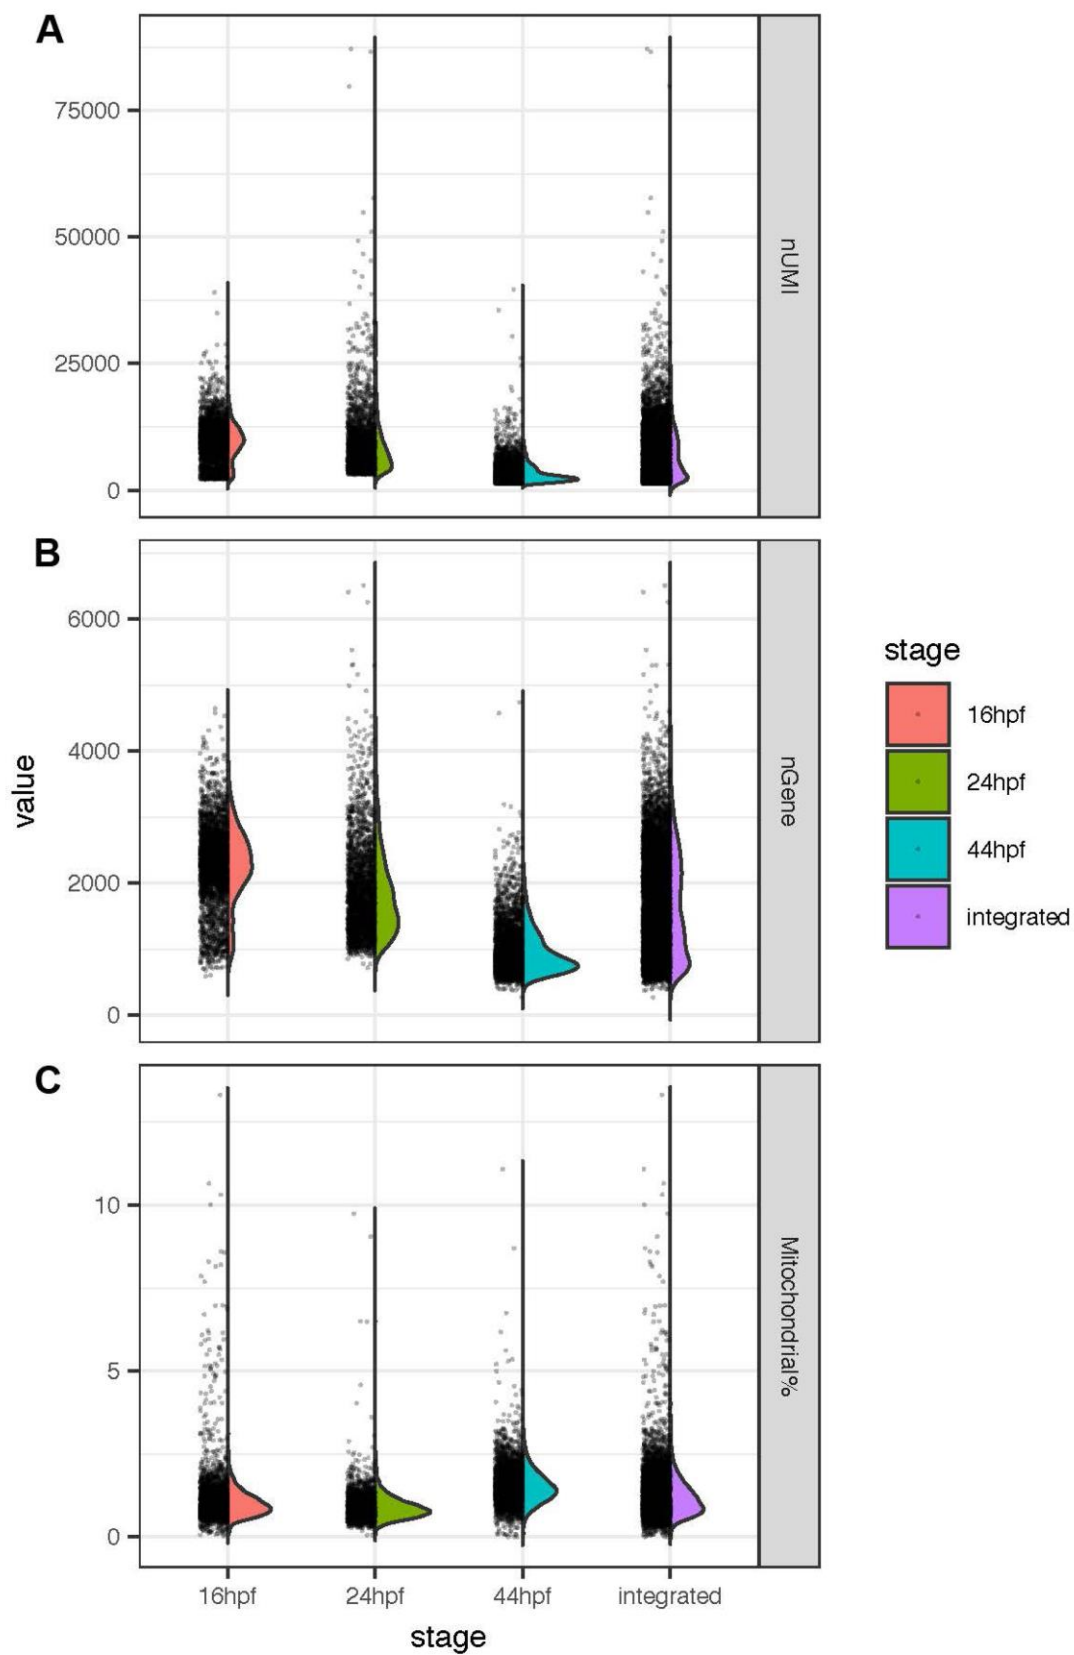 A
75000
50000
25000
0
nUMI
B
6000
4000
2000
0
nGene
value
stage
16hpf
24hpf
44hpf
integrated
C
10
5
0
Mitochondrial%
16hpf 24hpf 44hpf integrated
stage